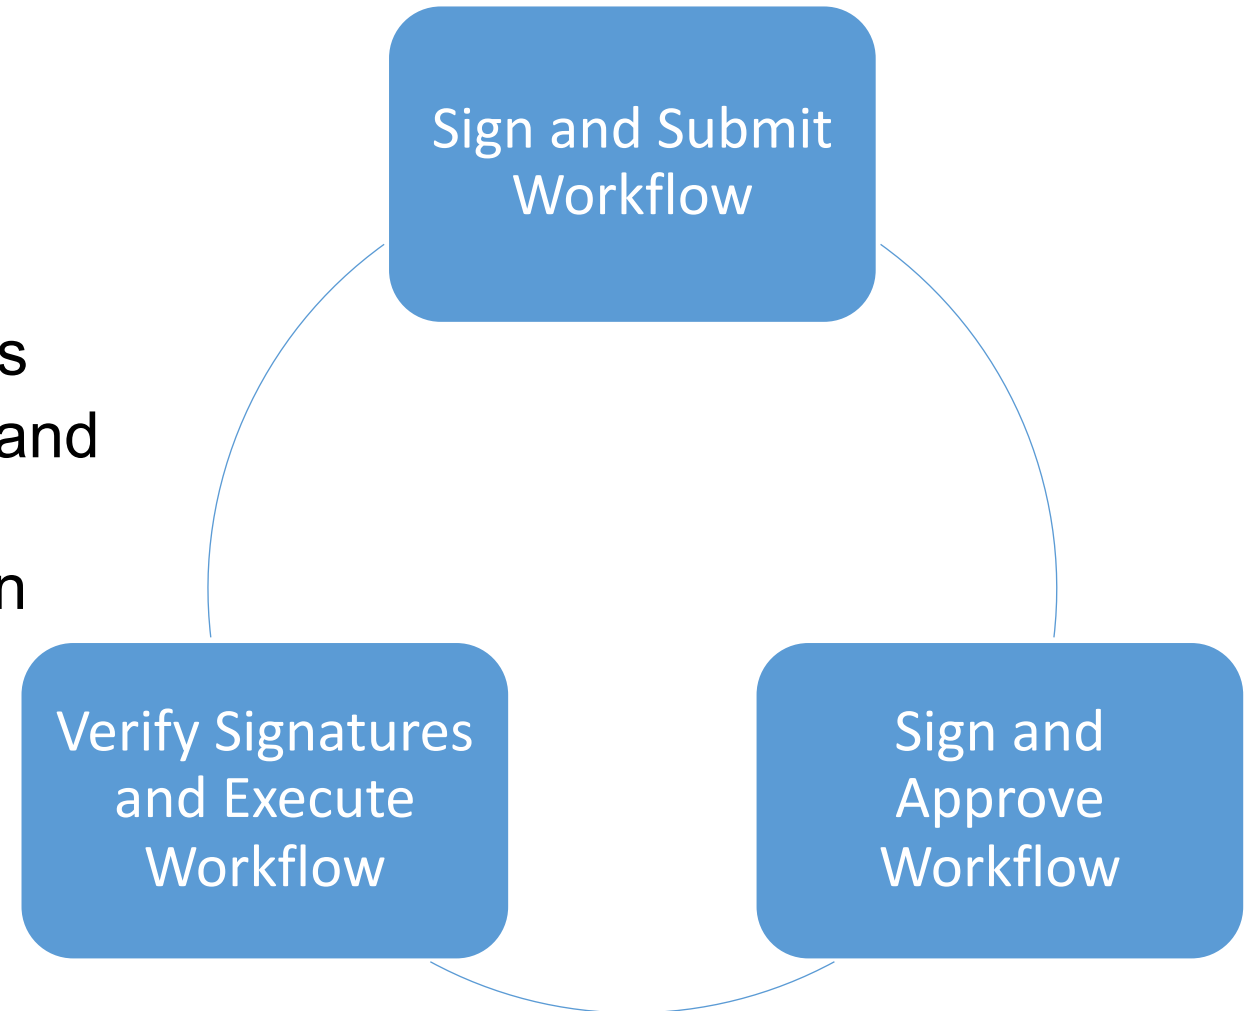 Sign and Submit
Workflow
s
and
n
Verify Signatures
and Execute
Workflow
Sign and
Approve
Workflow